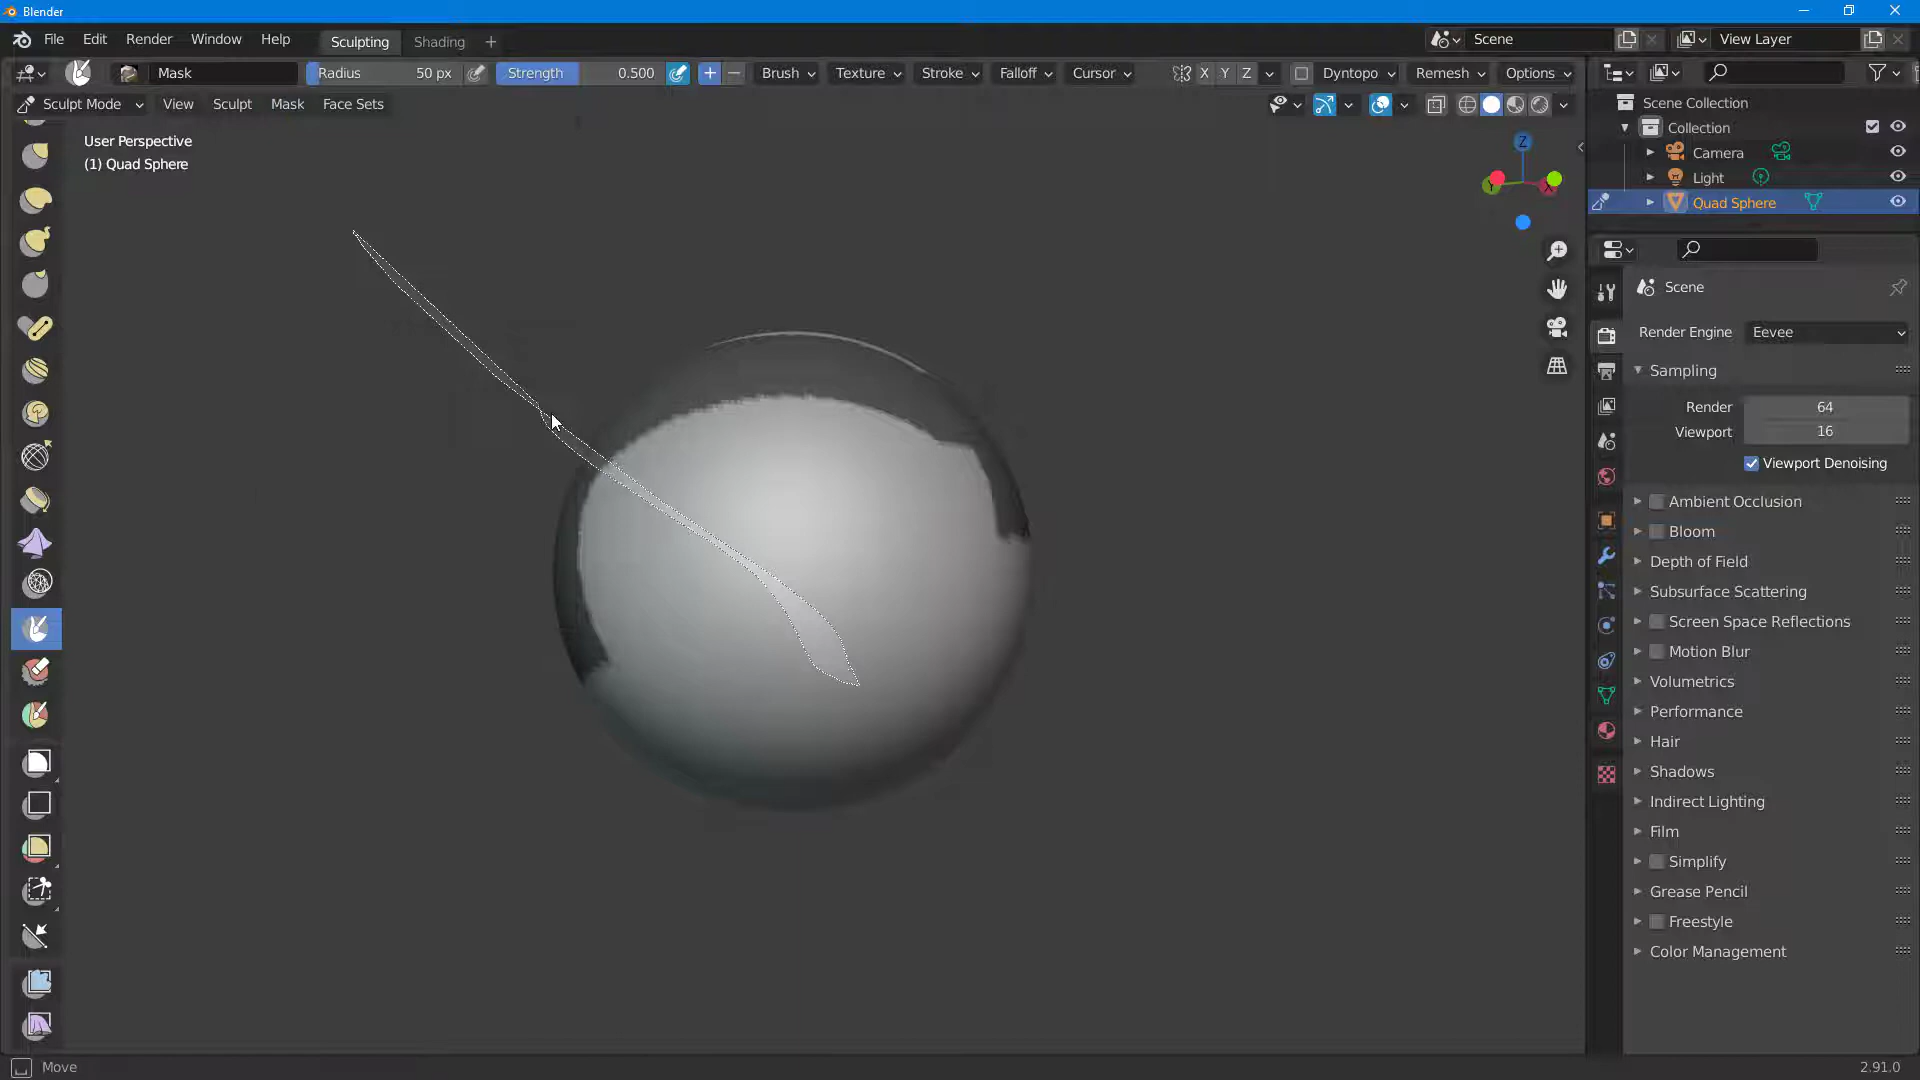 Blender
File Edit Render Window Help Sculpting Shading + Scene View Layer
Mask Radius 50 px Strength 0.500 Brush Texture Stroke Falloff Cursor X Y Z Dyntopo Remesh Options
Sculpt Mode View Sculpt Mask Face Sets
User Perspective
(1) Quad Sphere
Z
Y X
Scene Collection
Collection
Camera
Light
Quad Sphere
Scene
Render Engine Eevee
Sampling
Render 64
Viewport 16
Viewport Denoising
Ambient Occlusion
Bloom
Depth of Field
Subsurface Scattering
Screen Space Reflections
Motion Blur
Volumetrics
Performance
Hair
Shadows
Indirect Lighting
Film
Simplify
Grease Pencil
Freestyle
Color Management
Move 2.91.0